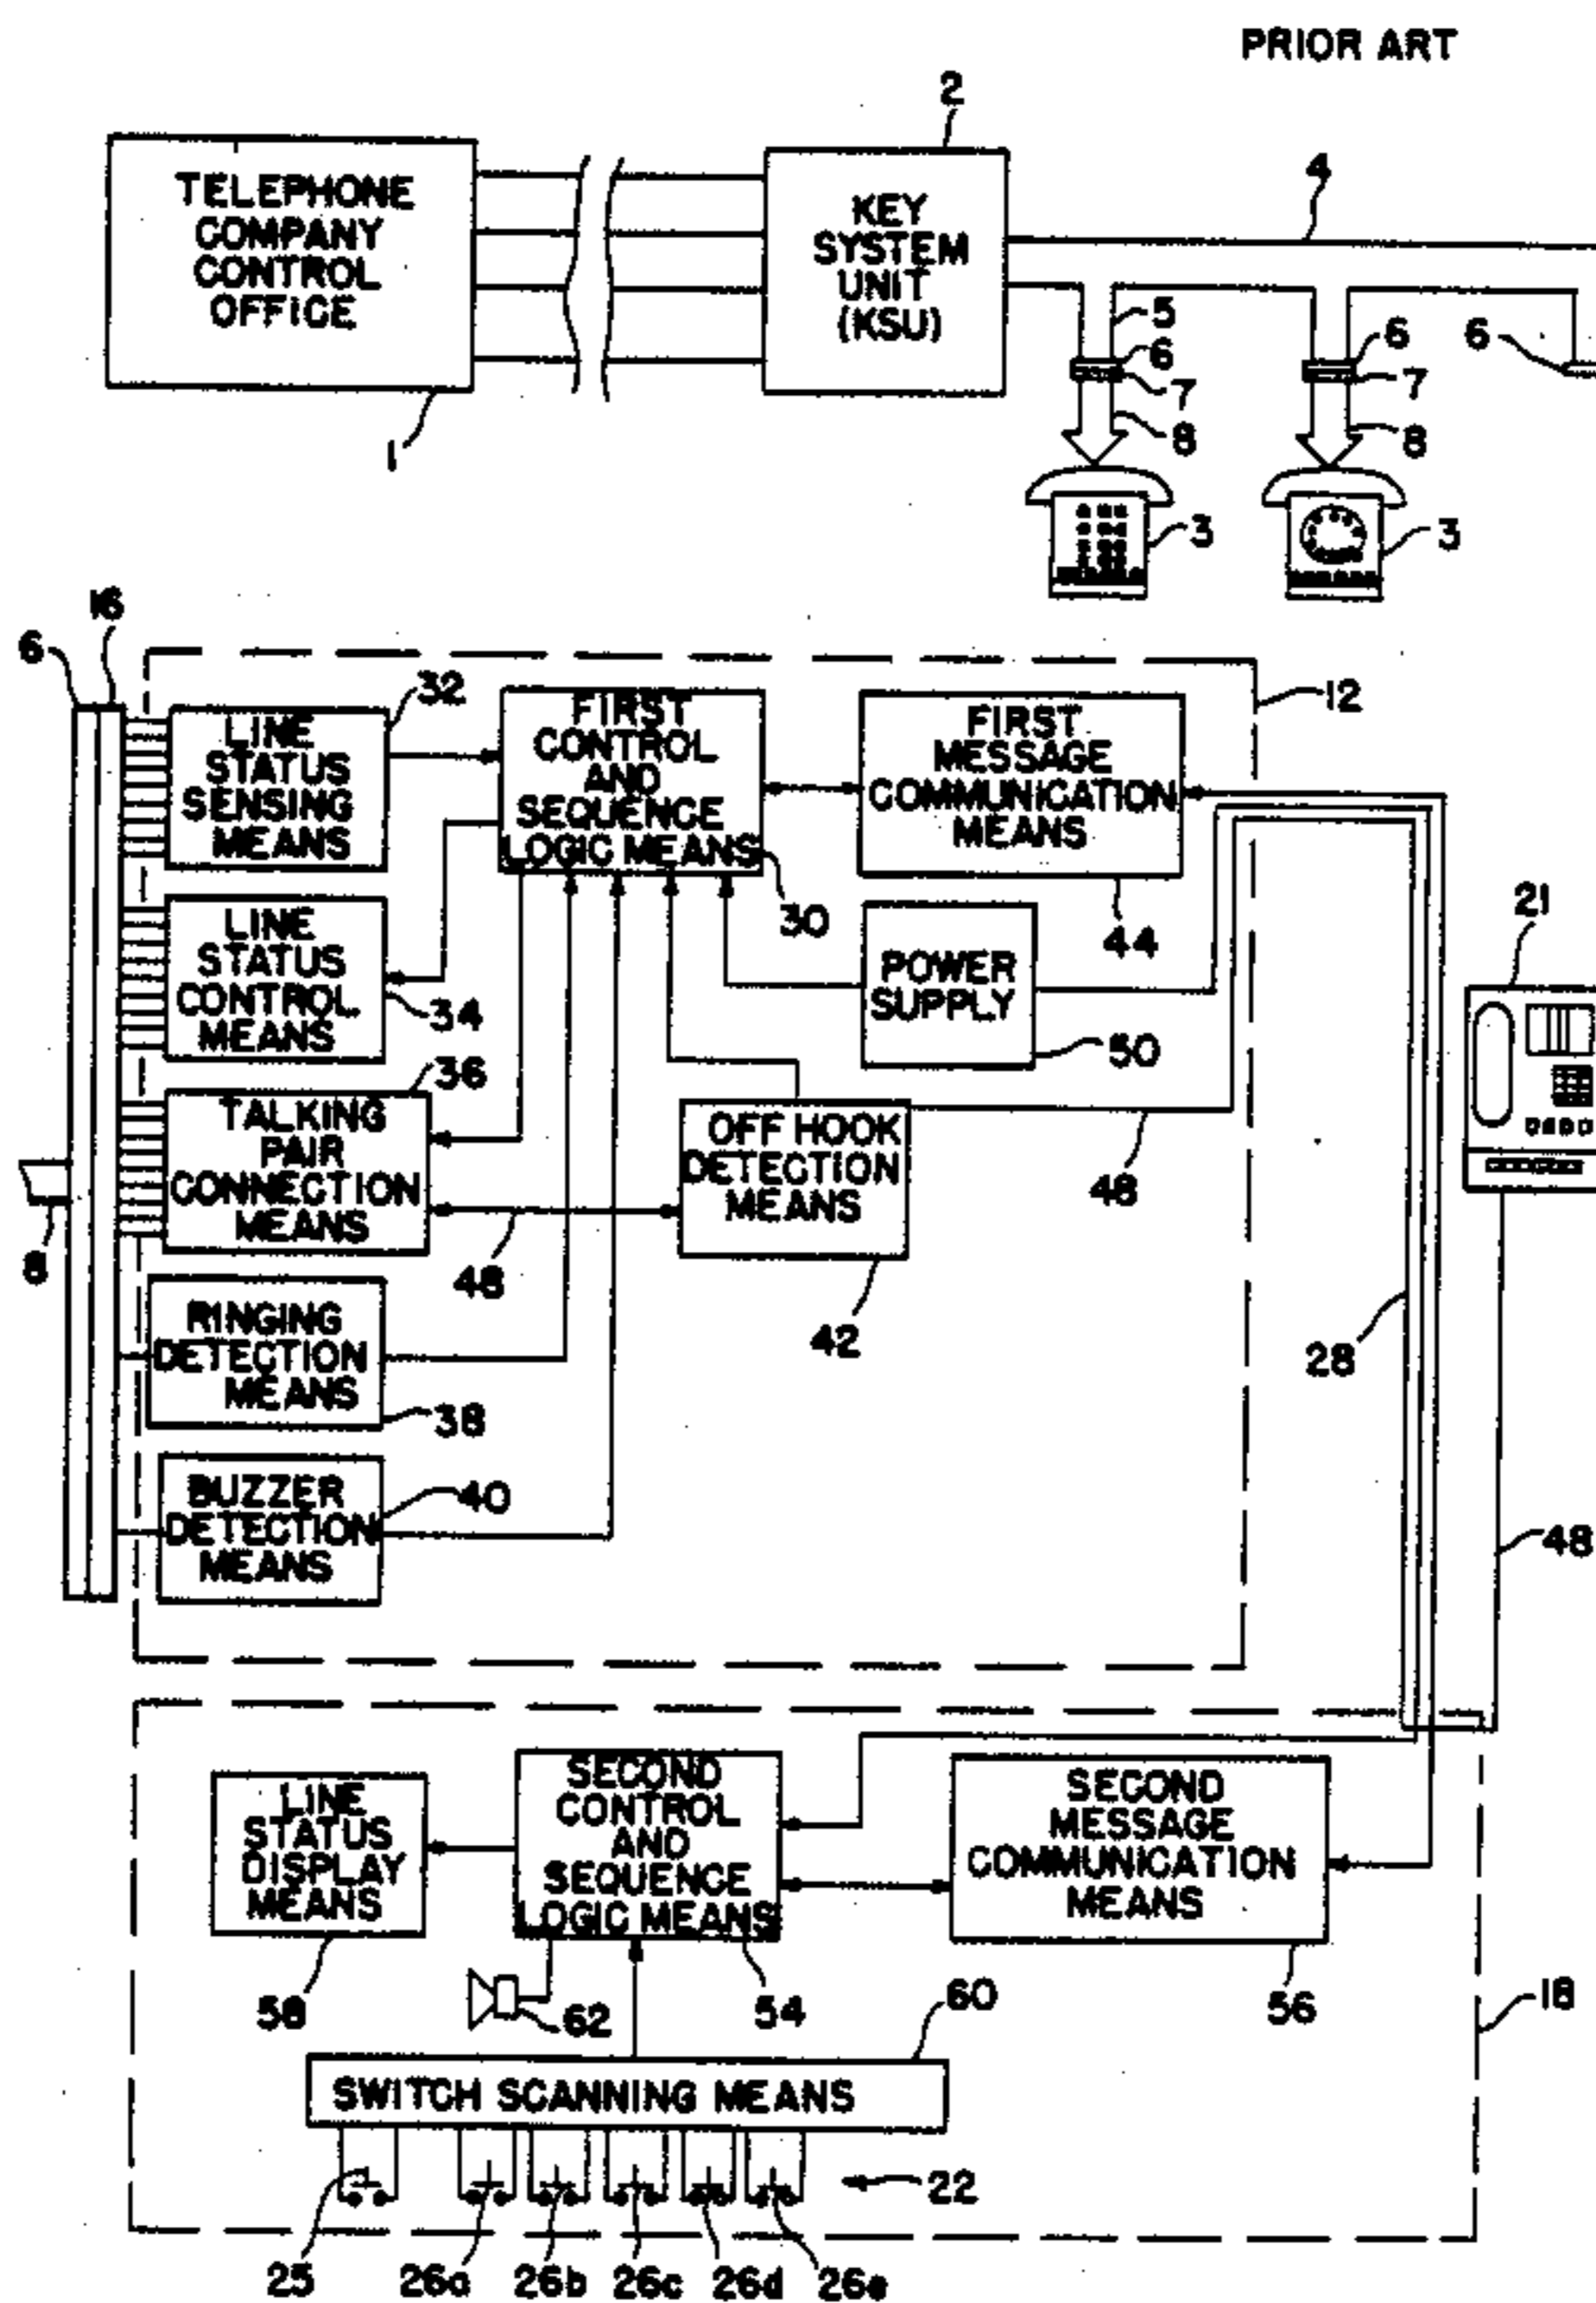 PRIOR ART
2
TELEPHONE
COMPANY
CONTROL
OFFICE
KEY
SYSTEM
UNIT
(KSU)
4
5
6
6
6
7
7
8
8
1
3
3
16
6
32
12
LINE
STATUS
SENSING
MEANS
FIRST
CONTROL
AND
SEQUENCE
LOGIC MEANS
FIRST
MESSAGE
COMMUNICATION
MEANS
30
44
21
LINE
STATUS
CONTROL
MEANS
34
POWER
SUPPLY
50
36
TALKING
PAIR
CONNECTION
MEANS
OFF HOOK
DETECTION
MEANS
48
8
48
42
28
RINGING
DETECTION
MEANS
38
BUZZER
DETECTION
MEANS
40
48
LINE
STATUS
DISPLAY
MEANS
SECOND
CONTROL
AND
SEQUENCE
LOGIC MEANS
SECOND
MESSAGE
COMMUNICATION
MEANS
58
62
54
60
56
18
SWITCH SCANNING MEANS
22
25
26a
26b
26c
26d
26e